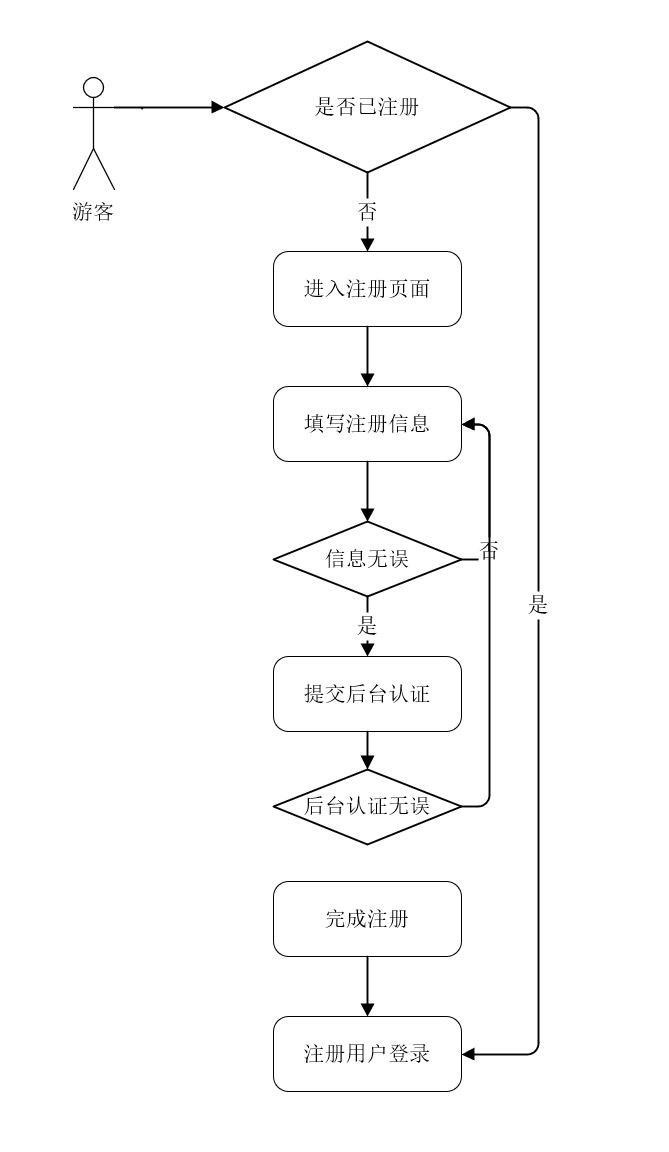 是否已注册
游客
否
进入注册页面
填写注册信息
否
信息无误
是
是
提交后台认证
后台认证无误
完成注册
注册用户登录